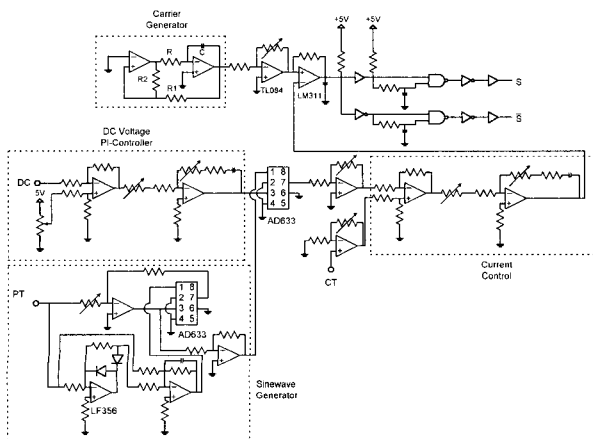 Carrier
Generator
+5V
+5V
R
C
R2
R1
TL084
LM311
S
S̅
DC Voltage
PI-Controller
DC
5V
1 8
2 7
3 6
4 5
AD633
CT
Current
Control
PT
1 8
2 7
3 6
4 5
AD633
LF356
Sinewave
Generator